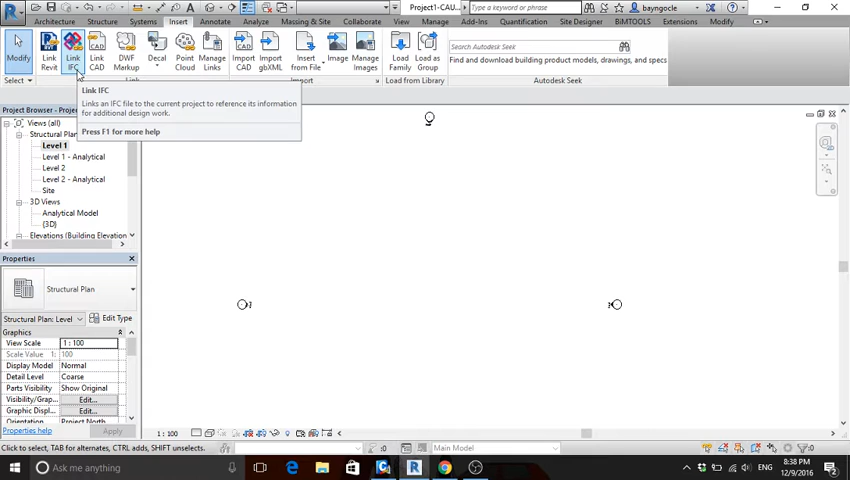 Project1-CAU...
Type a keyword or phrase
bayngocle
Architecture Structure Systems Insert Annotate Analyze Massing & Site Collaborate View Manage Add-Ins Quantification Site Designer BIMTOOLS Extensions Modify
Modify
Link Revit
Link IFC
Link CAD
DWF Markup
Decal
Point Cloud
Manage Links
Import CAD
Import gbXML
Insert from File
Image
Manage Images
Load Family
Load as Group
Search Autodesk Seek
Find and download building product models, drawings, and specs
Select
Link
Import
Load from Library
Autodesk Seek
Link IFC
Links an IFC file to the current project to reference its information
for additional design work.
Press F1 for more help
Project Browser - Proje
Views (all)
Structural Plan
Level 1
Level 1 - Analytical
Level 2
Level 2 - Analytical
Site
3D Views
Analytical Model
{3D}
Elevations (Building Elevation
Properties
Structural Plan
Structural Plan: Level
Edit Type
Graphics
View Scale 1 : 100
Scale Value 1: 100
Display Model Normal
Detail Level Coarse
Parts Visibility Show Original
Visibility/Grap... Edit...
Graphic Displ... Edit...
Orientation Project North
Properties help
Apply
1 : 100
Click to select, TAB for alternates, CTRL adds, SHIFT unselects.
:0
Main Model
:0
Ask me anything
ENG
8:38 PM
12/9/2016